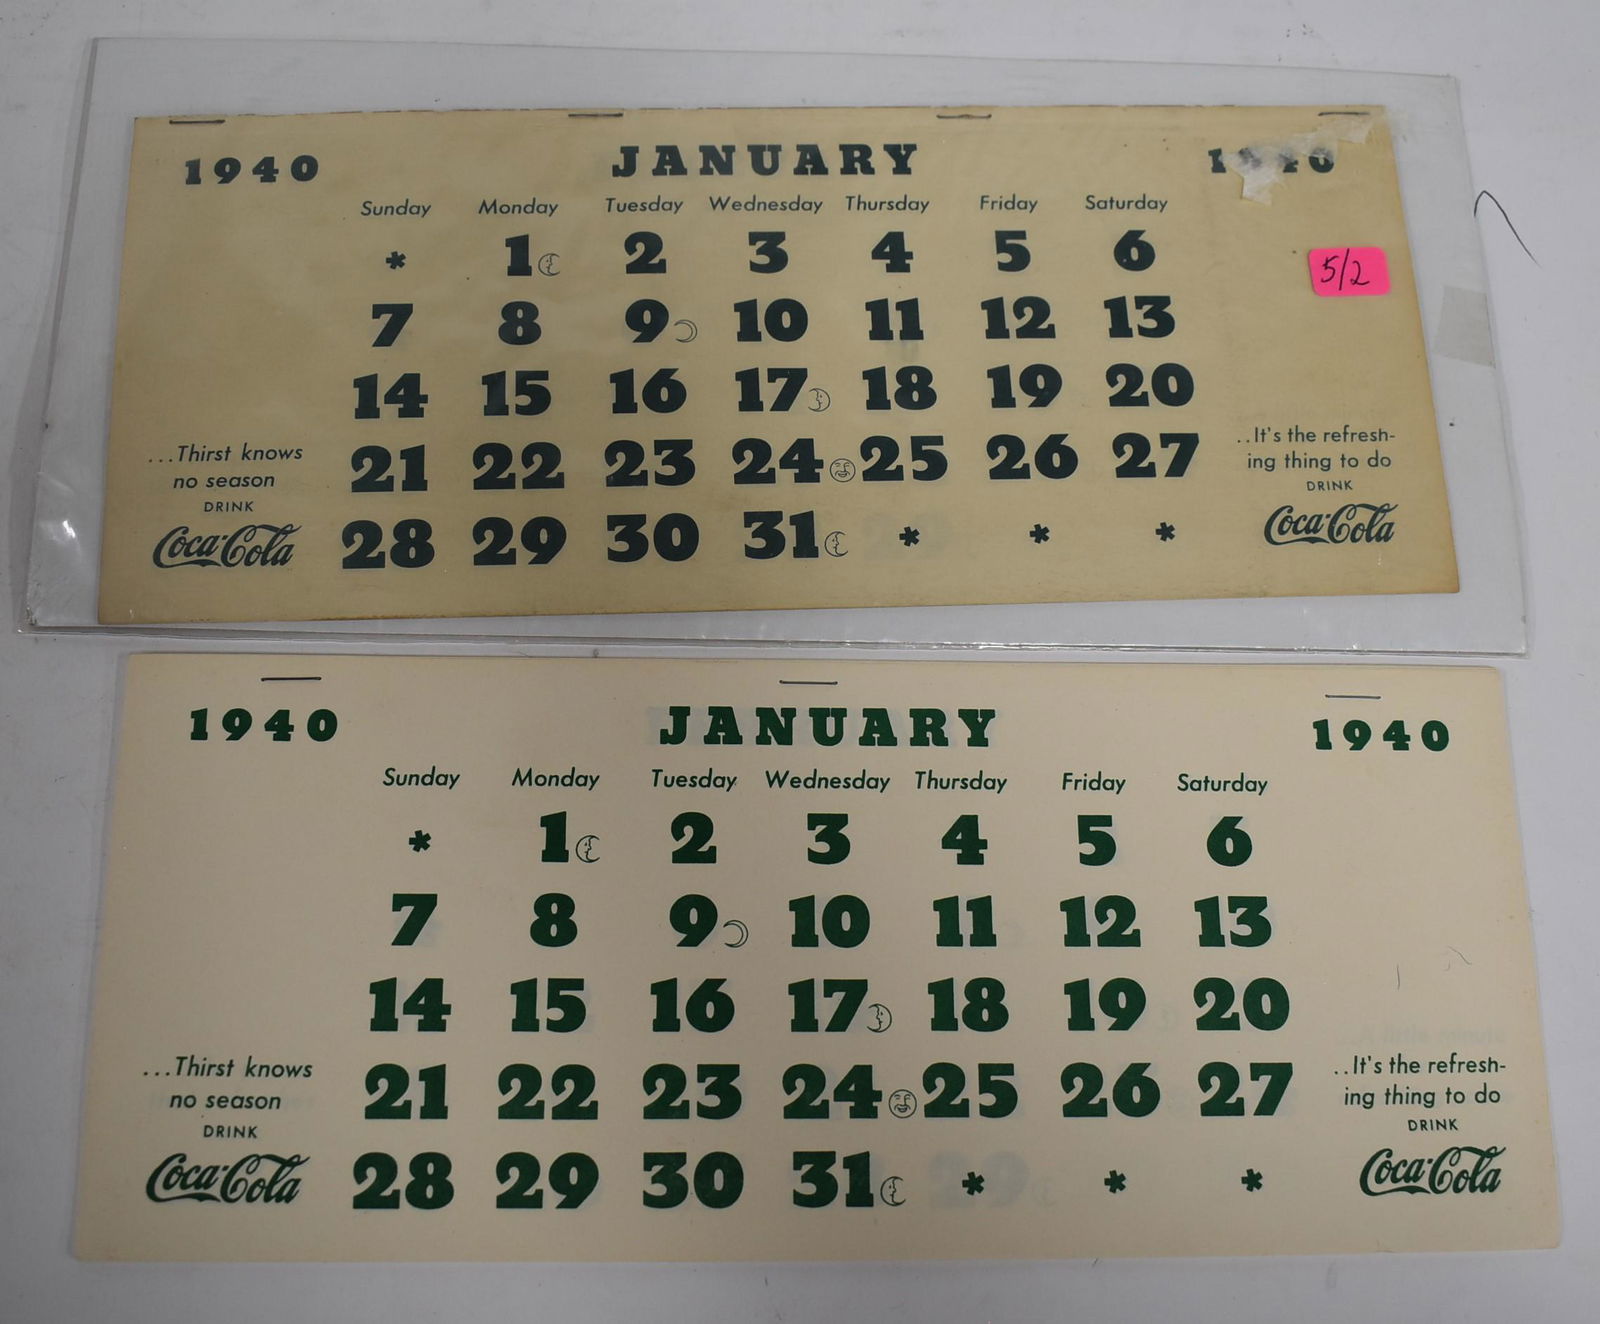 1940 JANUARY 1940
Sunday Monday Tuesday Wednesday Thursday Friday Saturday
* 1 2 3 4 5 6
7 8 9 10 11 12 13
14 15 16 17 18 19 20
21 22 23 24 25 26 27
28 29 30 31 * * *
...Thirst knows
no season
DRINK
Coca-Cola
5/2
..It's the refresh-
ing thing to do
DRINK
Coca-Cola
1940 JANUARY 1940
Sunday Monday Tuesday Wednesday Thursday Friday Saturday
* 1 2 3 4 5 6
7 8 9 10 11 12 13
14 15 16 17 18 19 20
21 22 23 24 25 26 27
28 29 30 31 * * *
...Thirst knows
no season
DRINK
Coca-Cola
..It's the refresh-
ing thing to do
DRINK
Coca-Cola